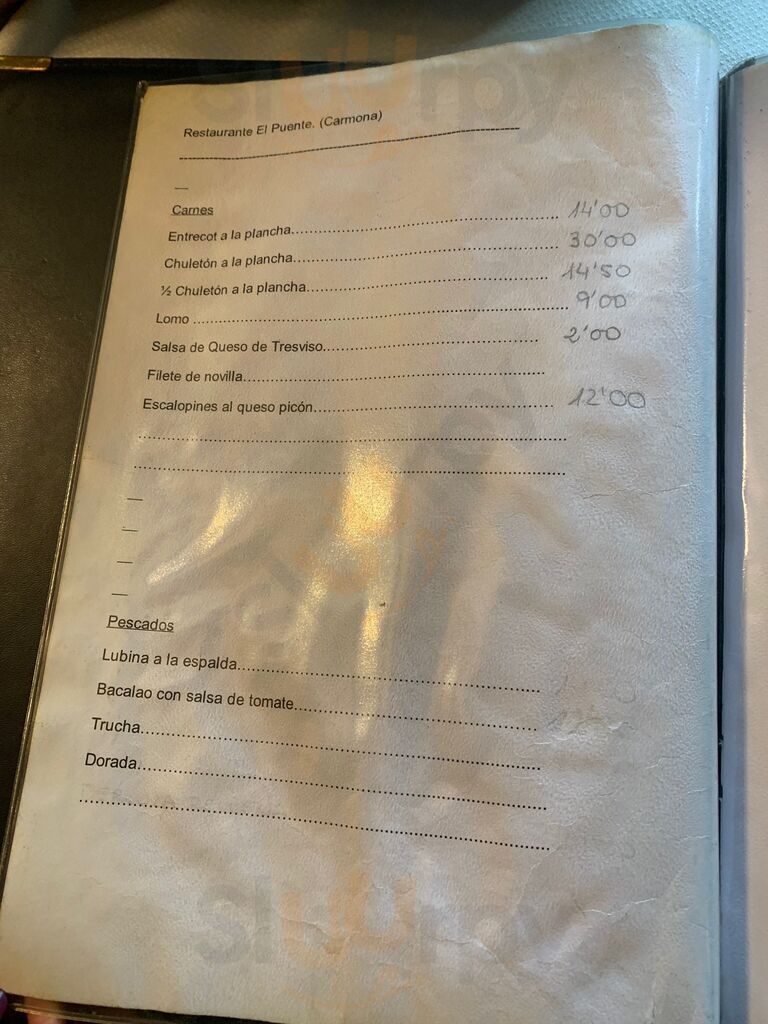 Restaurante El Puente. (Carmona)
Carnes
Entrecot a la plancha 14'00
Chuletón a la plancha 30'00
½ Chuletón a la plancha 14'50
Lomo 9'00
Salsa de Queso de Tresviso 2'00
Filete de novilla
Escalopines al queso picón 12'00
Pescados
Lubina a la espalda
Bacalao con salsa de tomate
Trucha
Dorada
Sluurpy